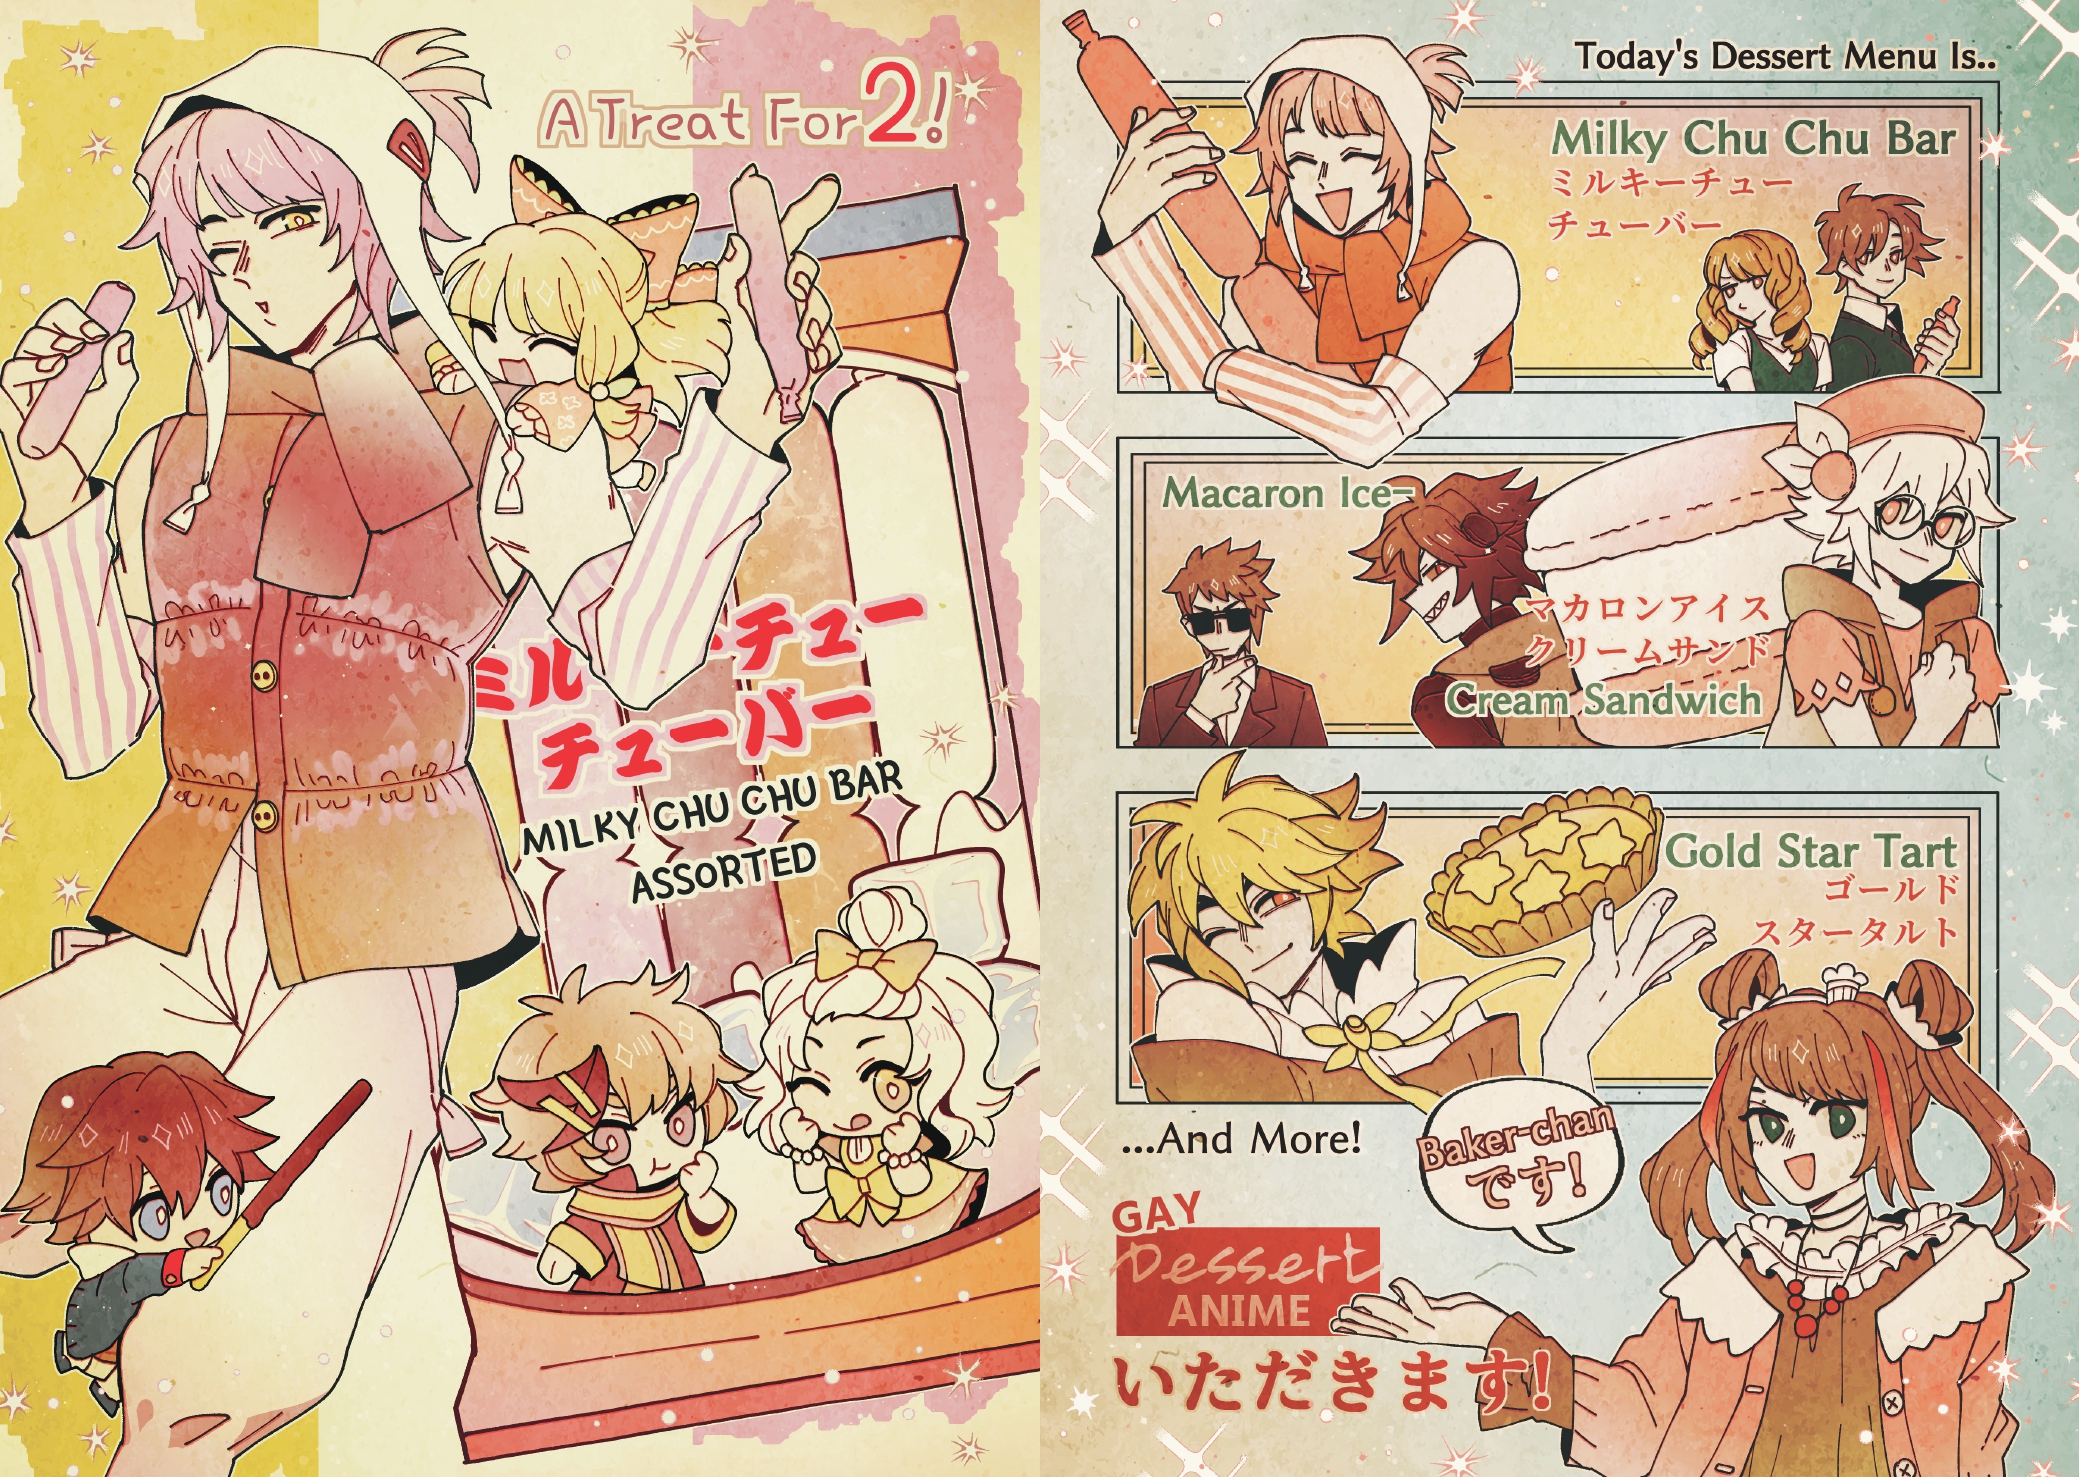 A Treat For 2!
ミルキーチュー
チューバー
MILKY CHU CHU BAR
ASSORTED
Today's Dessert Menu Is..
Milky Chu Chu Bar
ミルキーチュー
チューバー
Macaron Ice-
マカロンアイス
クリームサンド
Cream Sandwich
Gold Star Tart
ゴールド
スタータルト
...And More!
Baker-chan
です!
GAY
Dessert
ANIME
いただきます!